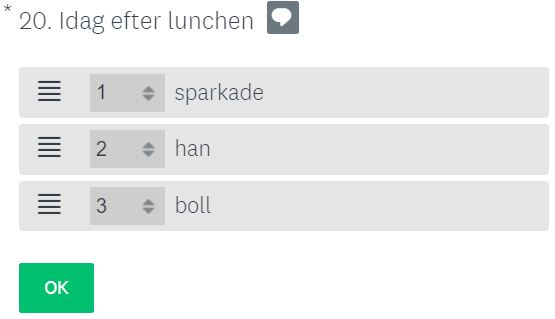 * 20. Idag efter lunchen
1 sparkade
2 han
3 boll
OK